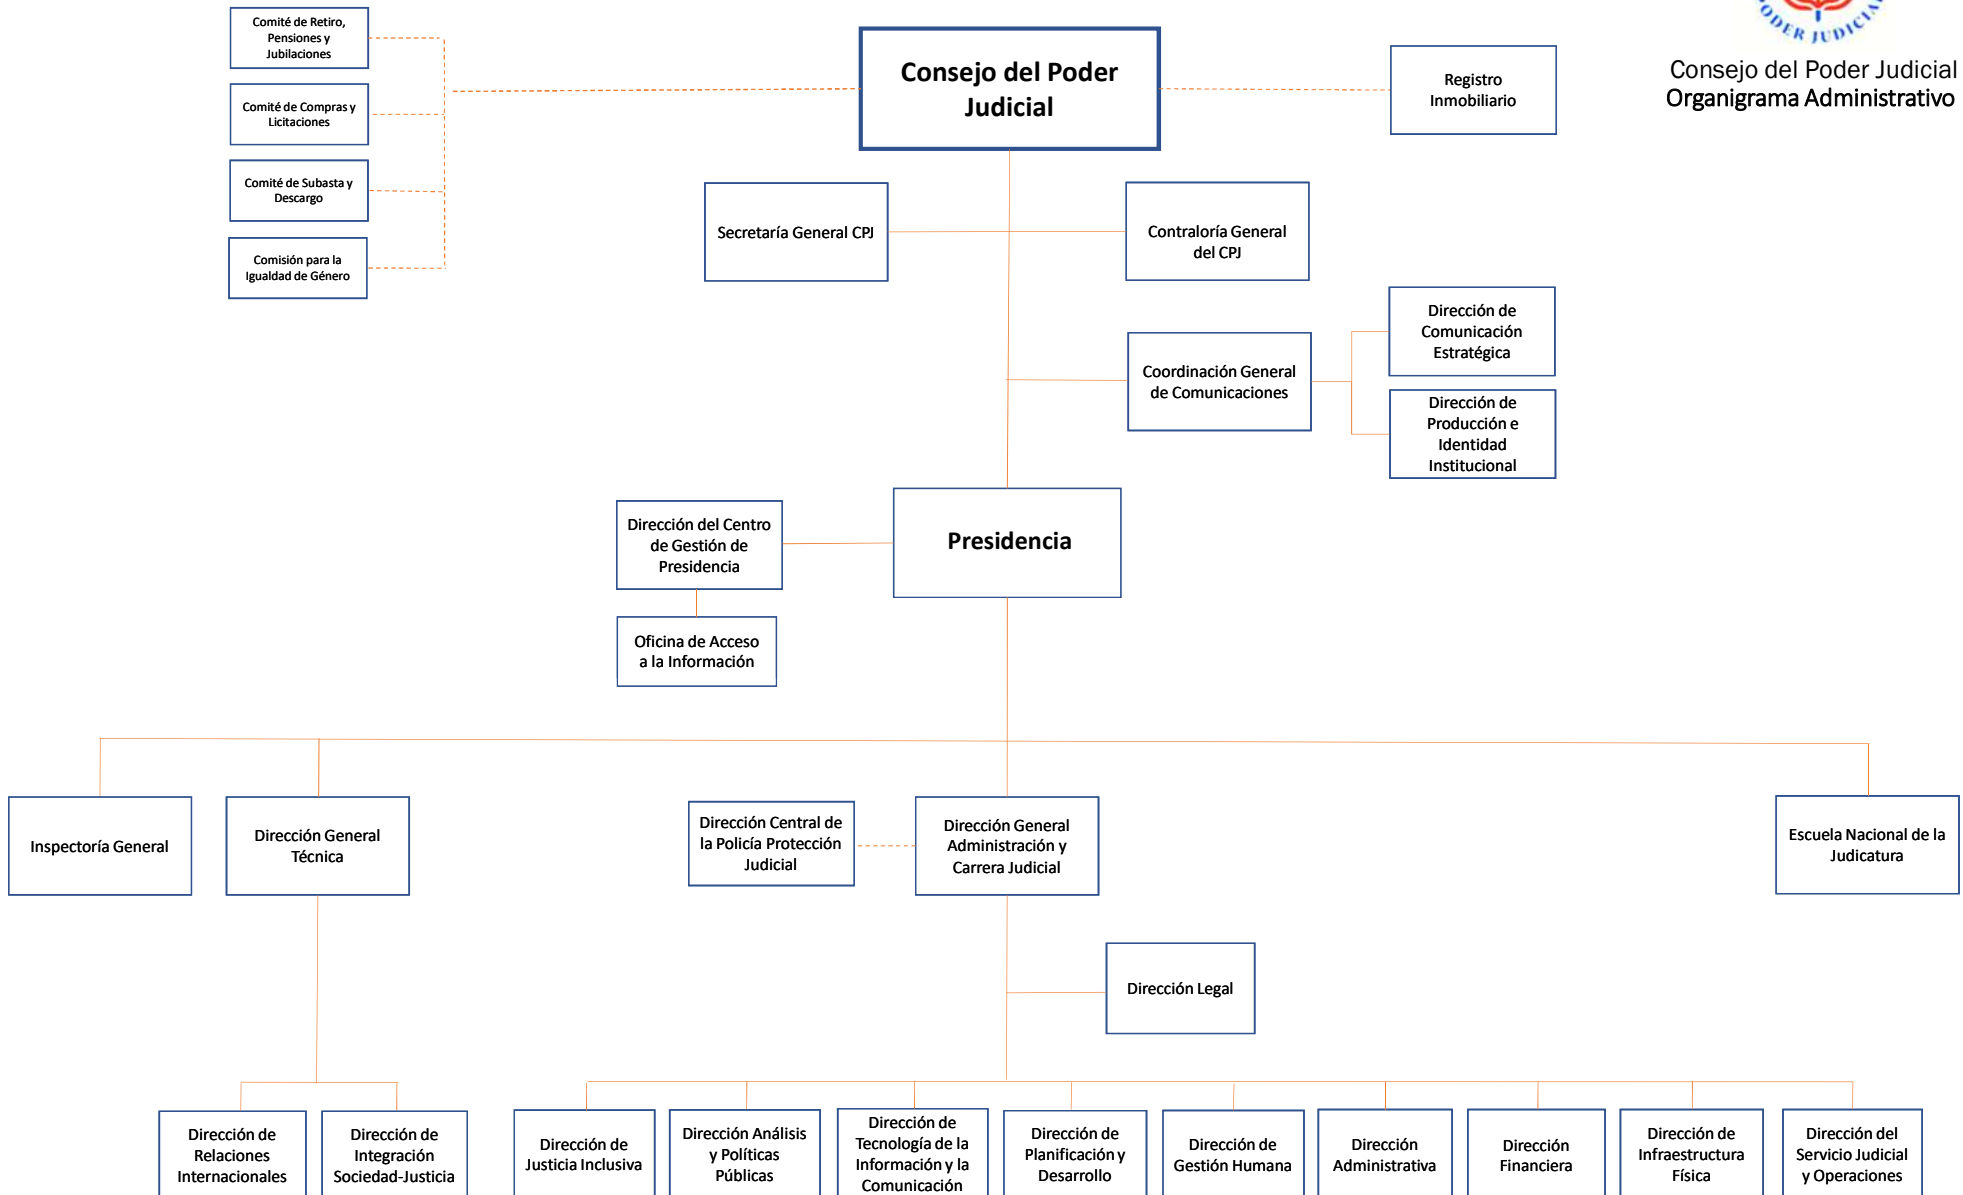 Comité de Retiro,
Pensiones y
Jubilaciones
Comité de Compras y
Licitaciones
Comité de Subasta y
Descargo
Comisión para la
Igualdad de Género
Consejo del Poder
Judicial
Registro
Inmobiliario
PODER JUDICIAL
Consejo del Poder Judicial
Organigrama Administrativo
Secretaría General CPJ
Contraloría General
del CPJ
Coordinación General
de Comunicaciones
Dirección de
Comunicación
Estratégica
Dirección de
Producción e
Identidad
Institucional
Presidencia
Dirección del Centro
de Gestión de
Presidencia
Oficina de Acceso
a la Información
Inspectoría General
Dirección General
Técnica
Dirección Central de
la Policía Protección
Judicial
Dirección General
Administración y
Carrera Judicial
Escuela Nacional de la
Judicatura
Dirección Legal
Dirección de
Relaciones
Internacionales
Dirección de
Integración
Sociedad-Justicia
Dirección de
Justicia Inclusiva
Dirección Análisis
y Políticas
Públicas
Dirección de
Tecnología de la
Información y la
Comunicación
Dirección de
Planificación y
Desarrollo
Dirección de
Gestión Humana
Dirección
Administrativa
Dirección
Financiera
Dirección de
Infraestructura
Física
Dirección del
Servicio Judicial
y Operaciones